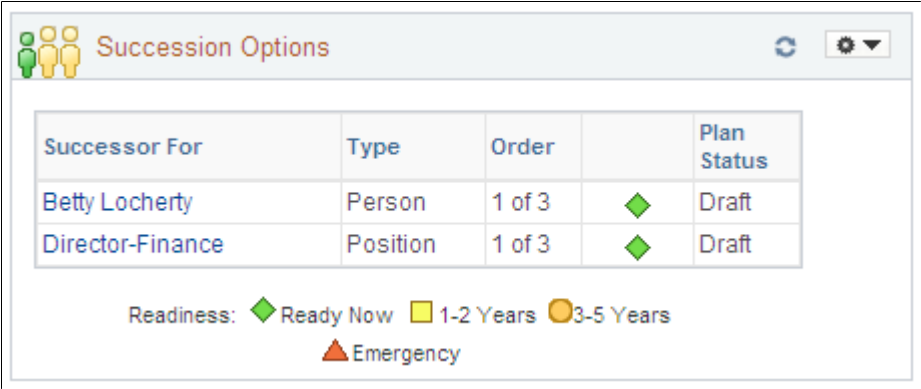 Succession Options
Successor For Type Order Plan Status
Betty Locherty Person 1 of 3 Draft
Director-Finance Position 1 of 3 Draft
Readiness: Ready Now 1-2 Years 3-5 Years
Emergency